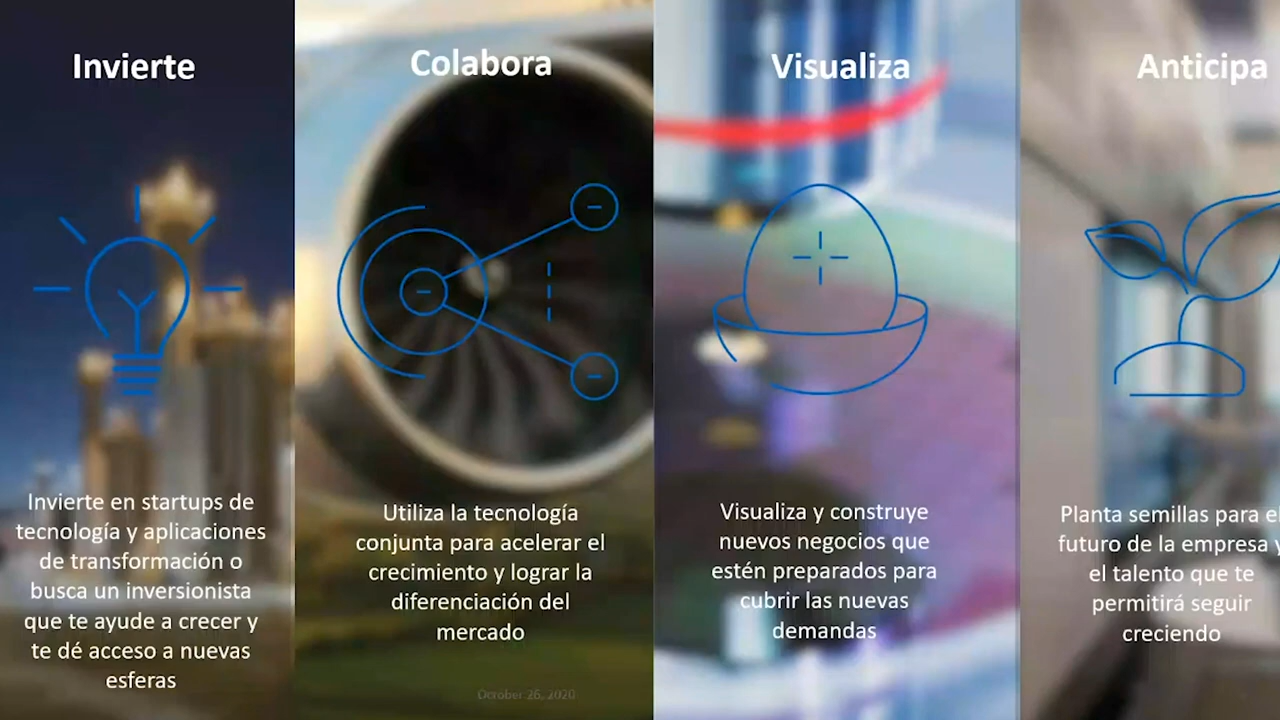 Invierte
Invierte en startups de
tecnología y aplicaciones
de transformación o
busca un inversionista
que te ayude a crecer y
te dé acceso a nuevas
esferas
Colabora
Utiliza la tecnología
conjunta para acelerar el
crecimiento y lograr la
diferenciación del
mercado
October 26, 2020
Visualiza
Visualiza y construye
nuevos negocios que
estén preparados para
cubrir las nuevas
demandas
Anticipa
Planta semillas para el
futuro de la empresa y
el talento que te
permitirá seguir
creciendo